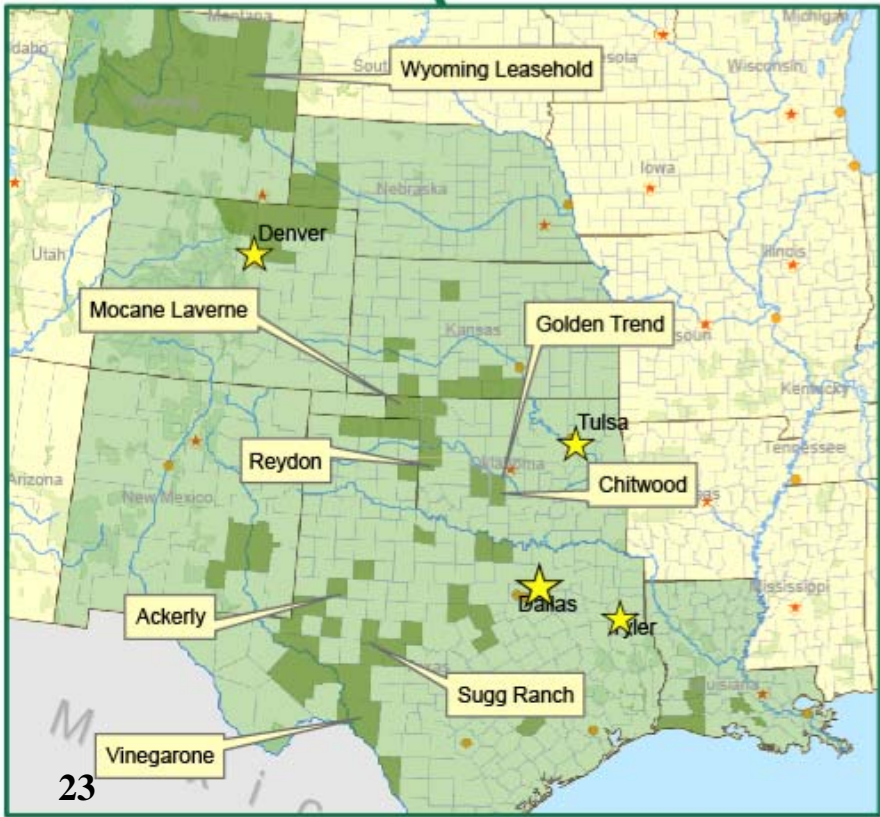 Montana
Michigan
Idaho
Wyoming Leasehold
Wisconsin
Wyoming
Iowa
Nebraska
Denver
Utah
Illinois
Mocane Laverne
Kansas
Golden Trend
Kentucky
Tulsa
Reydon
Oklahoma
Tennessee
Chitwood
Arizona
New Mexico
Mississippi
Dallas
Tyler
Ackerly
Sugg Ranch
Vinegarone
23